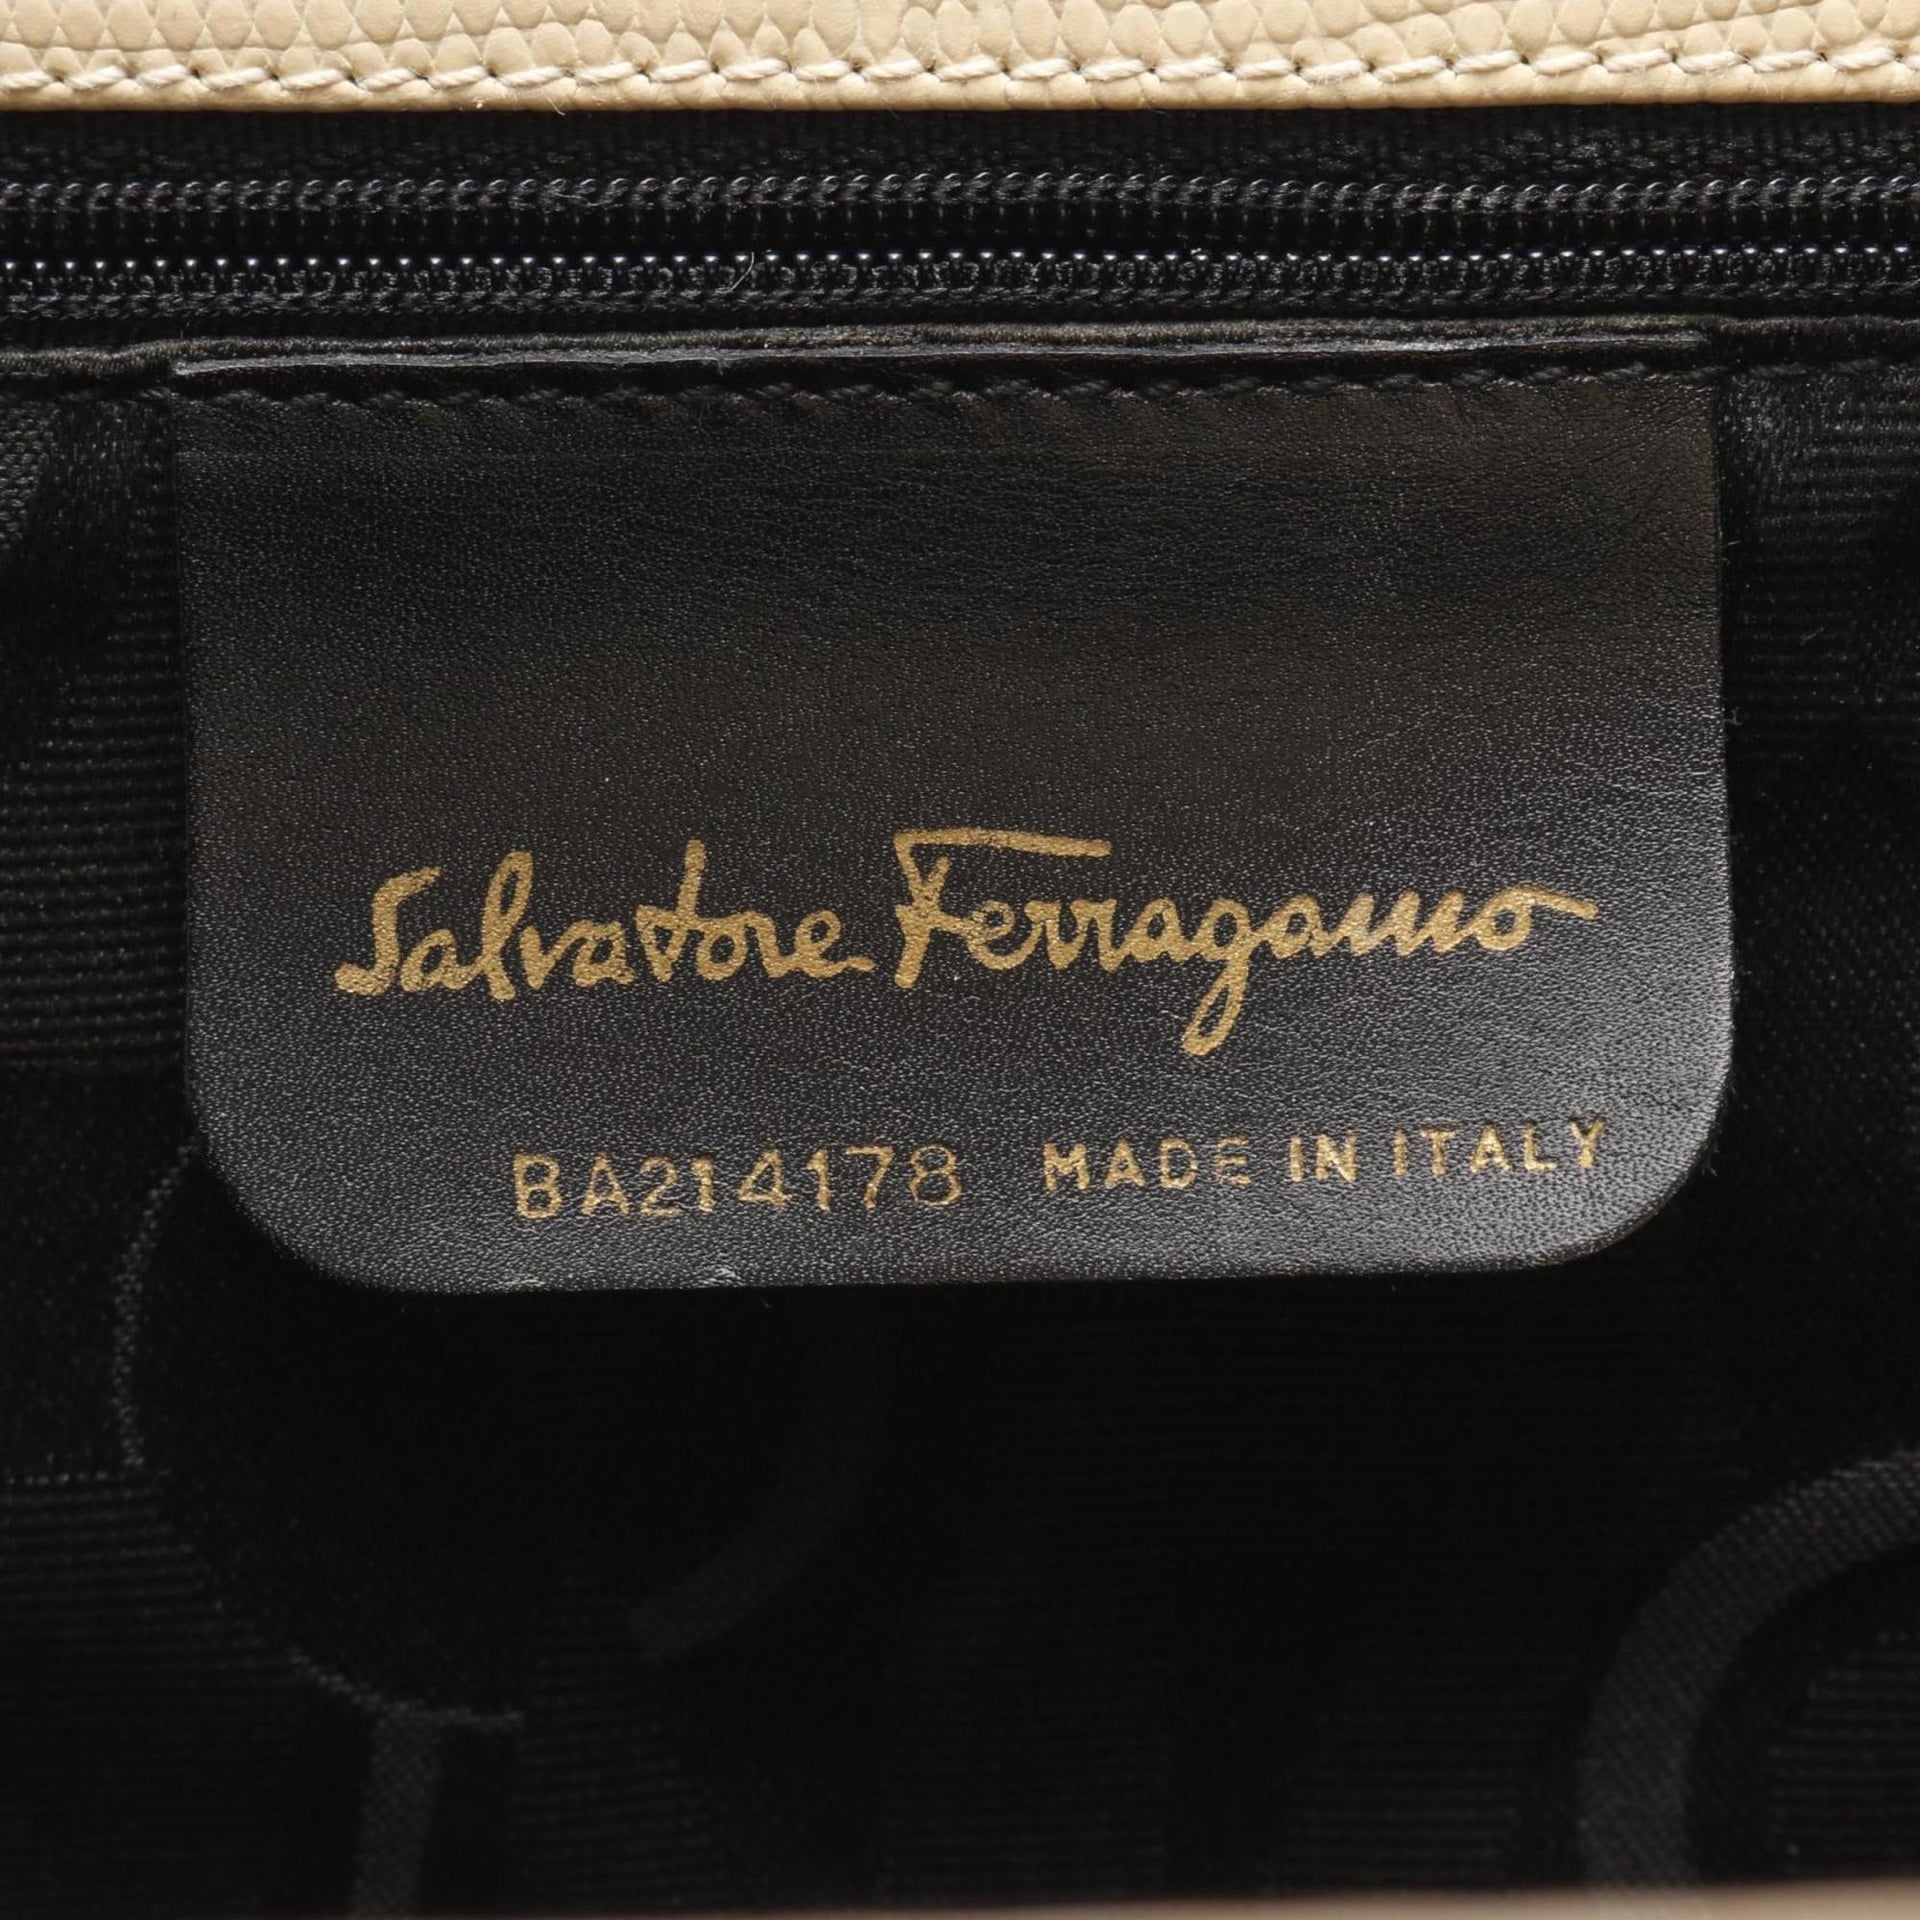 Salvatore Ferragamo
BA214178 MADE IN ITALY